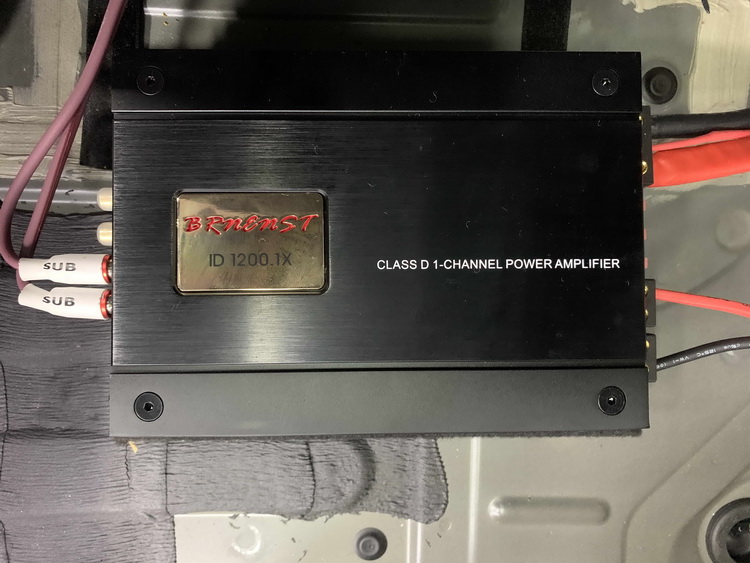 BRNENST
ID 1200.1X
CLASS D 1-CHANNEL POWER AMPLIFIER
SUB
SUB